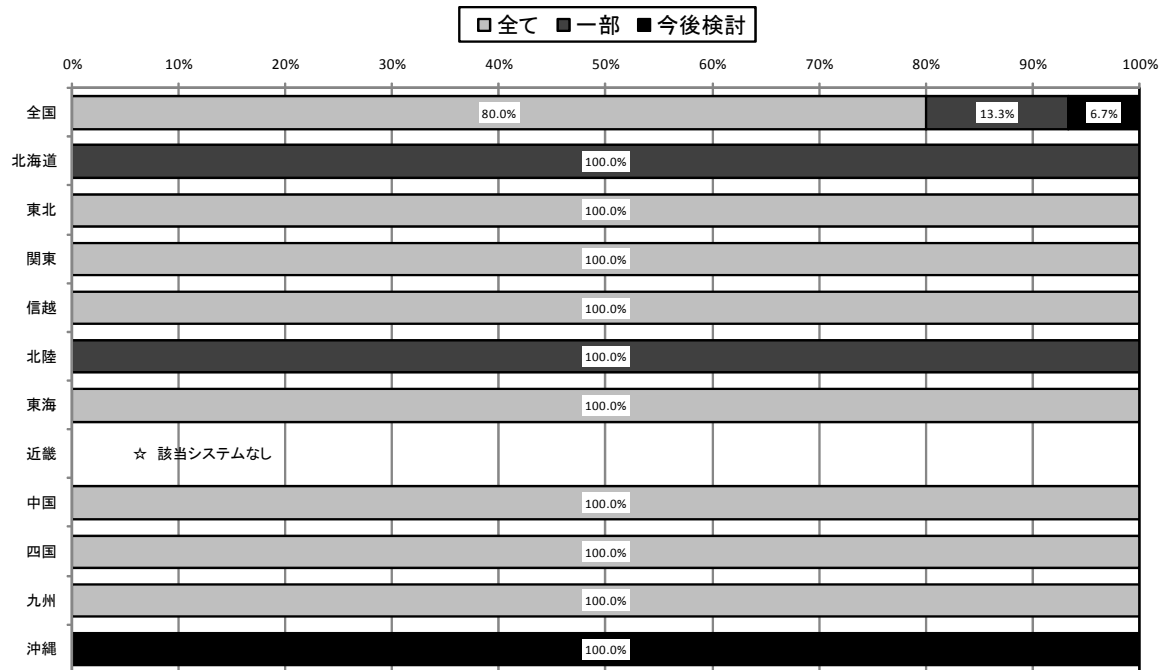 全て 一部 今後検討
0% 10% 20% 30% 40% 50% 60% 70% 80% 90% 100%
全国 80.0% 13.3% 6.7%
北海道 100.0%
東北 100.0%
関東 100.0%
信越 100.0%
北陸 100.0%
東海 100.0%
近畿 ☆ 該当システムなし
中国 100.0%
四国 100.0%
九州 100.0%
沖縄 100.0%